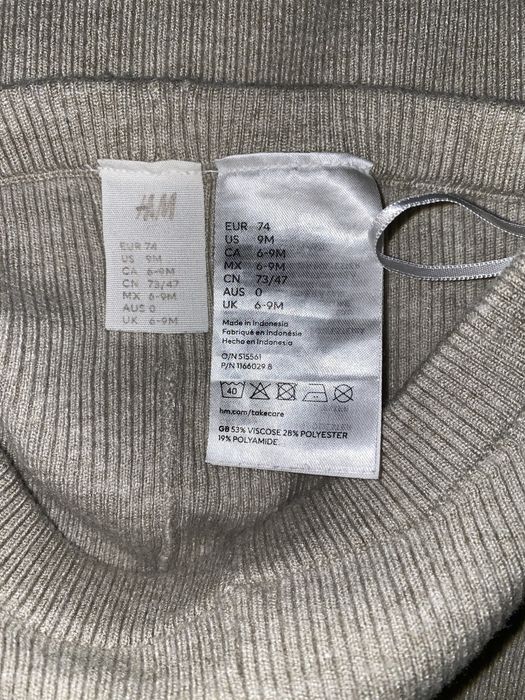 H&M
EUR 74
US 9M
CA 6-9M
CN 73/47
MX 6-9M
AUS 0
UK 6-9M
EUR 74
US 9M
CA 6-9M
MX 6-9M
CN 73/47
AUS 0
UK 6-9M
Made in Indonesia
Fabriqué en Indonésie
Hecho en Indonesia
O/N 515561
P/N 1166029 8
40
hm.com/takecare
GB 53% VISCOSE 28% POLYESTER
19% POLYAMIDE